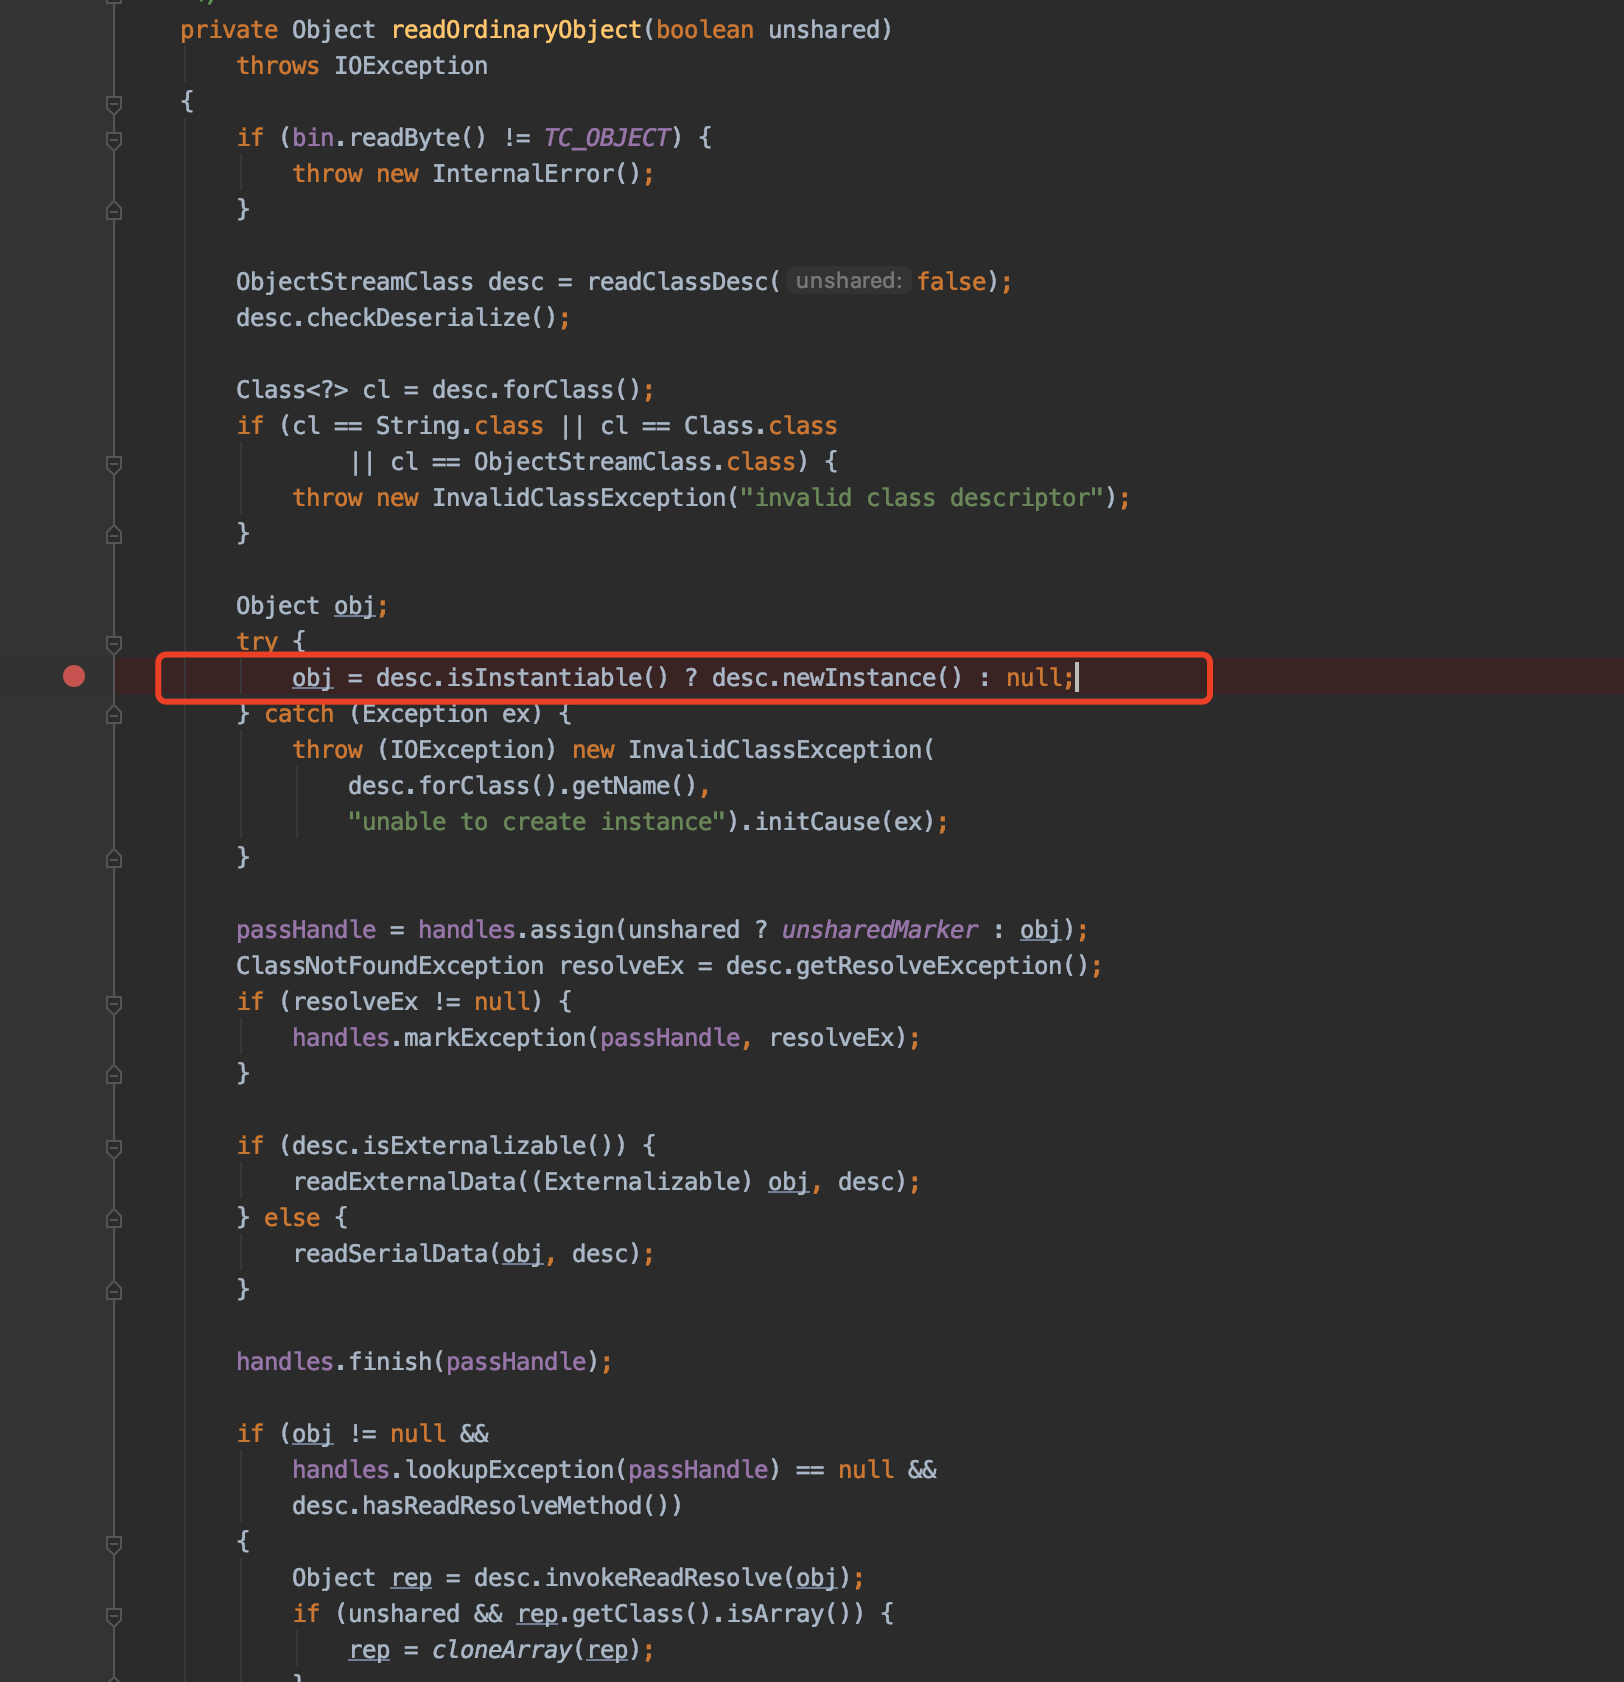 private Object readOrdinaryObject(boolean unshared)
    throws IOException
{
    if (bin.readByte() != TC_OBJECT) {
        throw new InternalError();
    }

    ObjectStreamClass desc = readClassDesc( unshared: false);
    desc.checkDeserialize();

    Class<?> cl = desc.forClass();
    if (cl == String.class || cl == Class.class
            || cl == ObjectStreamClass.class) {
        throw new InvalidClassException("invalid class descriptor");
    }

    Object obj;
    try {
        obj = desc.isInstantiable() ? desc.newInstance() : null;
    } catch (Exception ex) {
        throw (IOException) new InvalidClassException(
            desc.forClass().getName(),
            "unable to create instance").initCause(ex);
    }

    passHandle = handles.assign(unshared ? unsharedMarker : obj);
    ClassNotFoundException resolveEx = desc.getResolveException();
    if (resolveEx != null) {
        handles.markException(passHandle, resolveEx);
    }

    if (desc.isExternalizable()) {
        readExternalData((Externalizable) obj, desc);
    } else {
        readSerialData(obj, desc);
    }

    handles.finish(passHandle);

    if (obj != null &&
        handles.lookupException(passHandle) == null &&
        desc.hasReadResolveMethod())
    {
        Object rep = desc.invokeReadResolve(obj);
        if (unshared && rep.getClass().isArray()) {
            rep = cloneArray(rep);